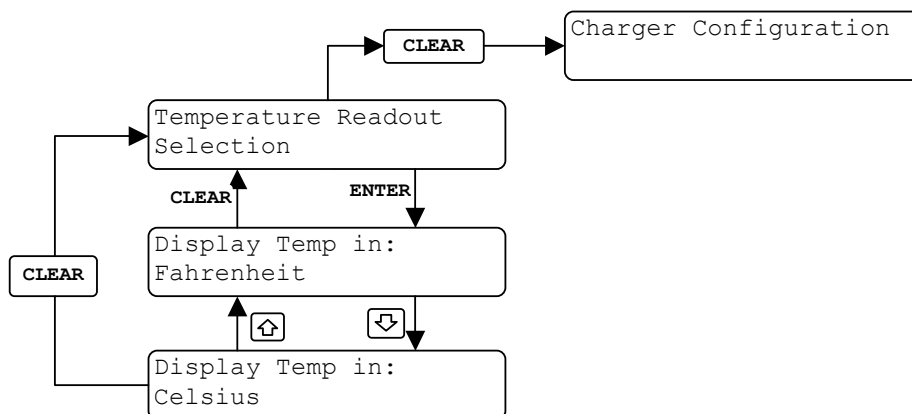 CLEAR
Charger Configuration
Temperature Readout
Selection
CLEAR
ENTER
Display Temp in:
Fahrenheit
CLEAR
Display Temp in:
Celsius